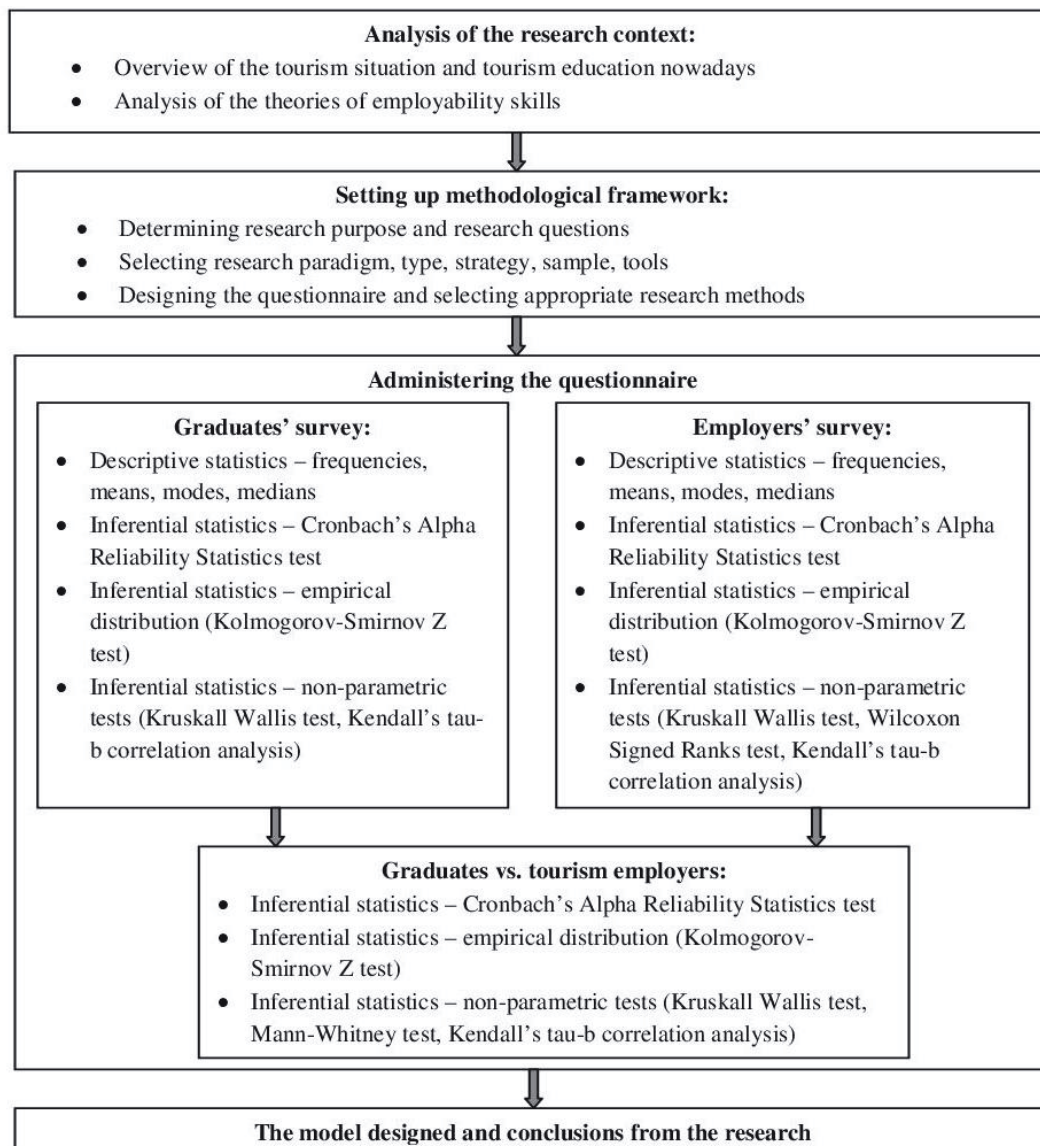 Analysis of the research context:
• Overview of the tourism situation and tourism education nowadays
• Analysis of the theories of employability skills
Setting up methodological framework:
• Determining research purpose and research questions
• Selecting research paradigm, type, strategy, sample, tools
• Designing the questionnaire and selecting appropriate research methods
Administering the questionnaire
Graduates’ survey:
• Descriptive statistics – frequencies,
means, modes, medians
• Inferential statistics – Cronbach’s Alpha
Reliability Statistics test
• Inferential statistics – empirical
distribution (Kolmogorov-Smirnov Z
test)
• Inferential statistics – non-parametric
tests (Kruskall Wallis test, Kendall’s tau-
b correlation analysis)
Employers’ survey:
• Descriptive statistics – frequencies,
means, modes, medians
• Inferential statistics – Cronbach’s Alpha
Reliability Statistics test
• Inferential statistics – empirical
distribution (Kolmogorov-Smirnov Z
test)
• Inferential statistics – non-parametric
tests (Kruskall Wallis test, Wilcoxon
Signed Ranks test, Kendall’s tau-b
correlation analysis)
Graduates vs. tourism employers:
• Inferential statistics – Cronbach’s Alpha Reliability Statistics test
• Inferential statistics – empirical distribution (Kolmogorov-
Smirnov Z test)
• Inferential statistics – non-parametric tests (Kruskall Wallis test,
Mann-Whitney test, Kendall’s tau-b correlation analysis)
The model designed and conclusions from the research